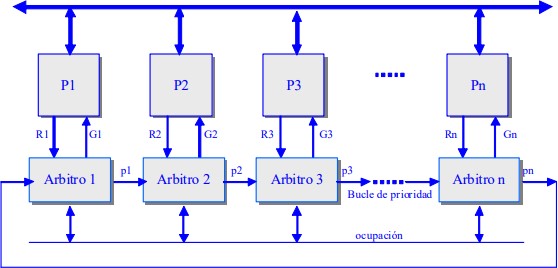 P1 P2 P3 Pn
R1 G1 R2 G2 R3 G3 Rn Gn
Arbitro 1 p1 Arbitro 2 p2 Arbitro 3 p3 Arbitro n pn
Bucle de prioridad
ocupación